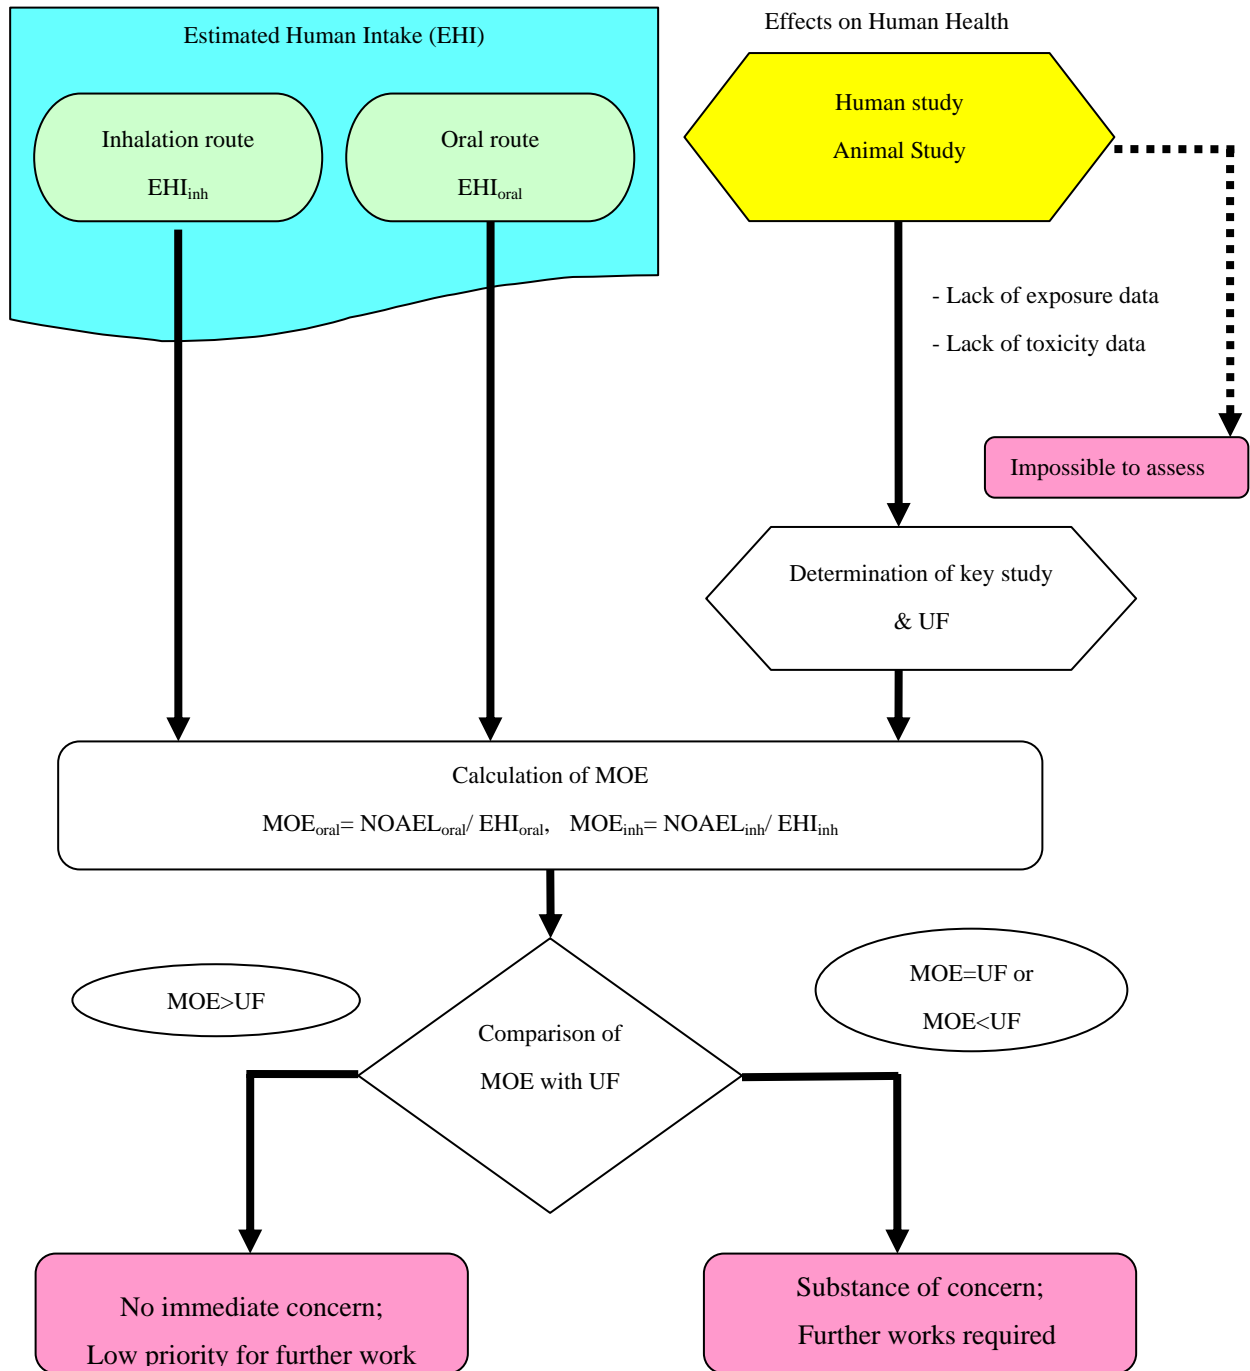 Estimated Human Intake (EHI)
Effects on Human Health
Inhalation route
EHIinh
Oral route
EHIoral
Human study
Animal Study
- Lack of exposure data
- Lack of toxicity data
Impossible to assess
Determination of key study
& UF
Calculation of MOE
MOEoral= NOAELoral/ EHIoral, MOEinh= NOAELinh/ EHIinh
MOE>UF
MOE=UF or
MOE<UF
Comparison of
MOE with UF
No immediate concern;
Low priority for further work
Substance of concern;
Further works required